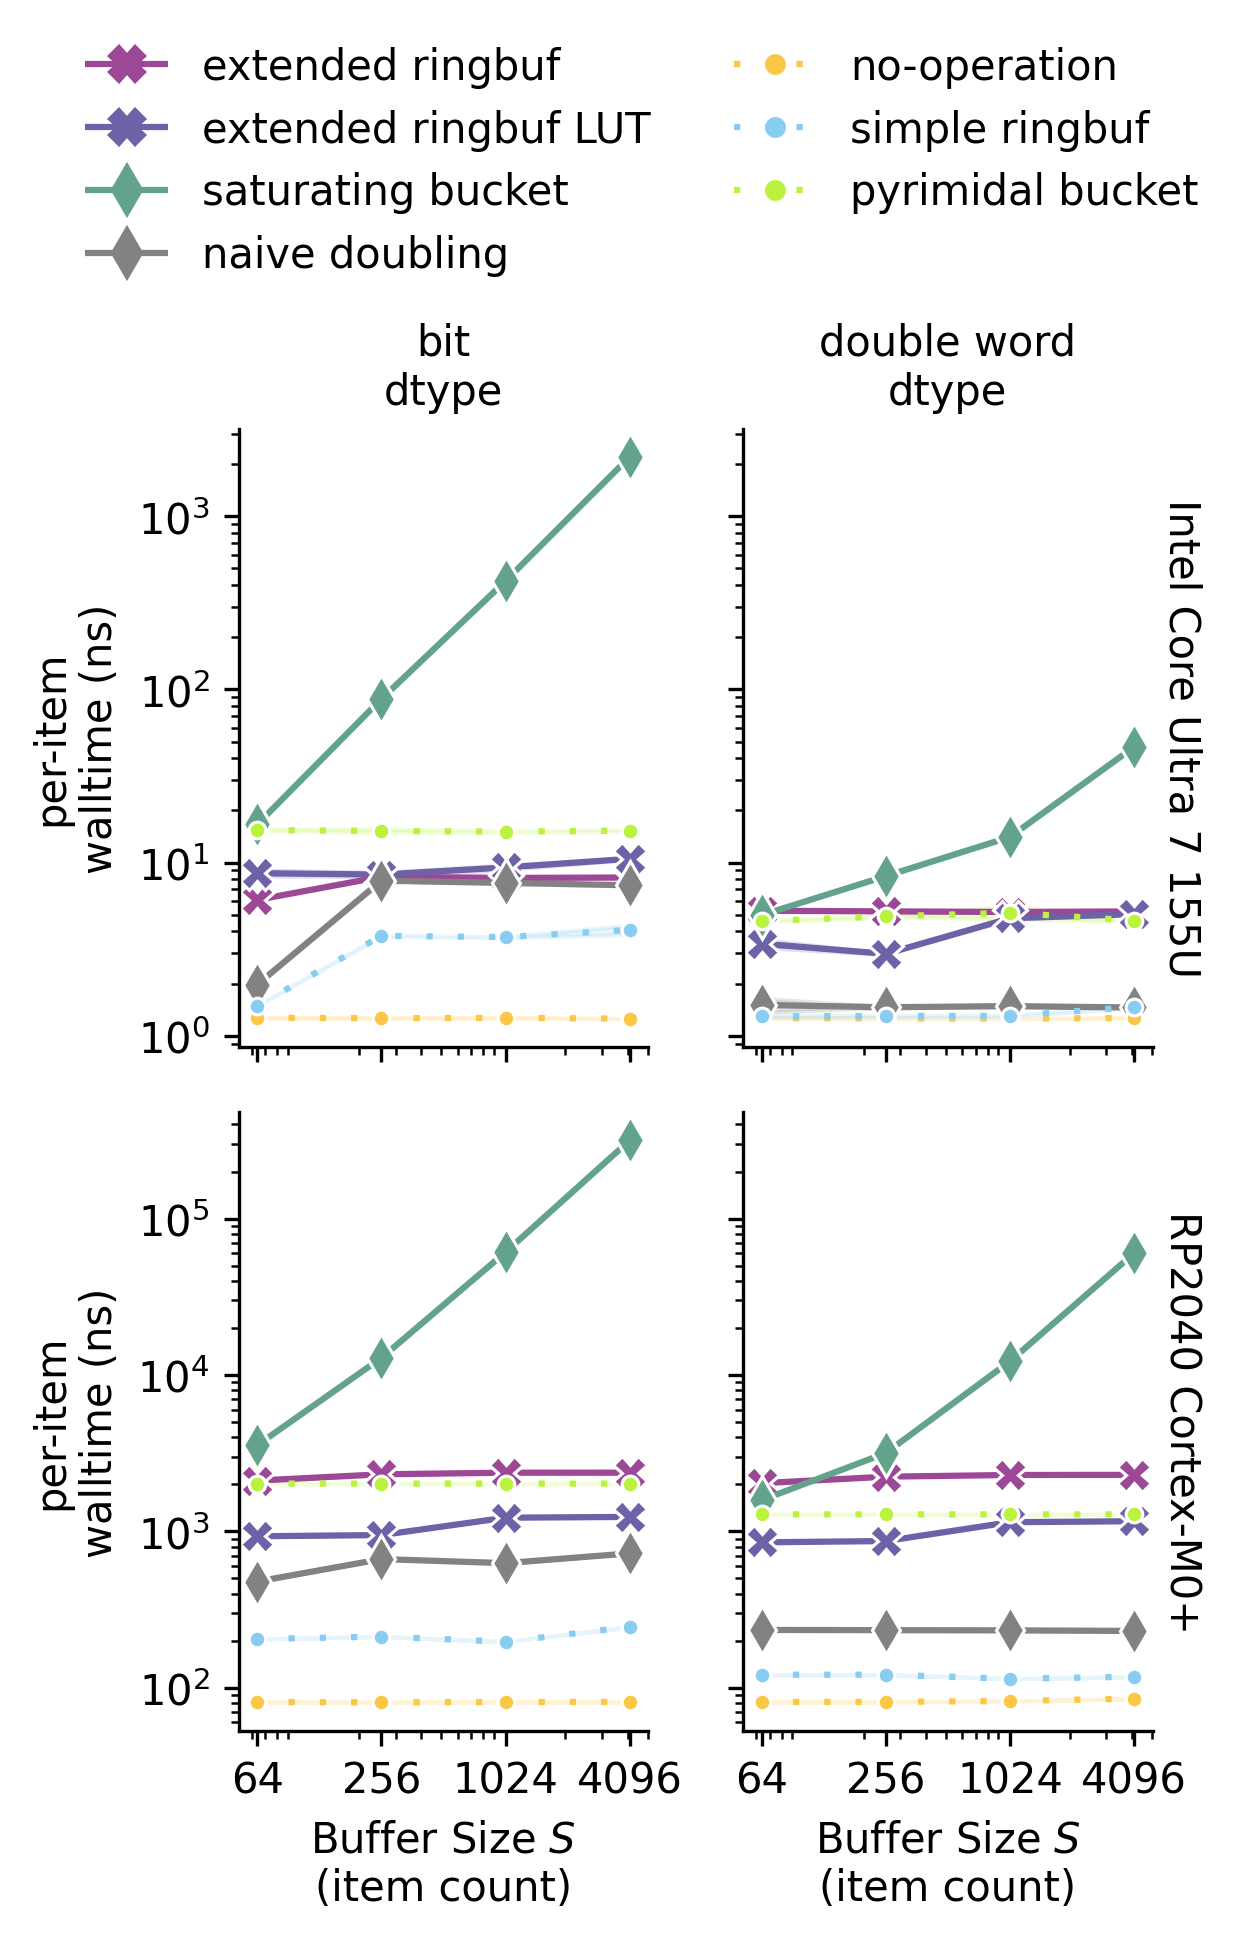 extended ringbuf
extended ringbuf LUT
saturating bucket
naive doubling
no-operation
simple ringbuf
pyrimidal bucket
bit
dtype
double word
dtype
per-item
walltime (ns)
10³
10²
10¹
10⁰
Intel Core Ultra 7 155U
per-item
walltime (ns)
10⁵
10⁴
10³
10²
RP2040 Cortex-M0+
64 256 1024 4096
64 256 1024 4096
Buffer Size S
(item count)
Buffer Size S
(item count)